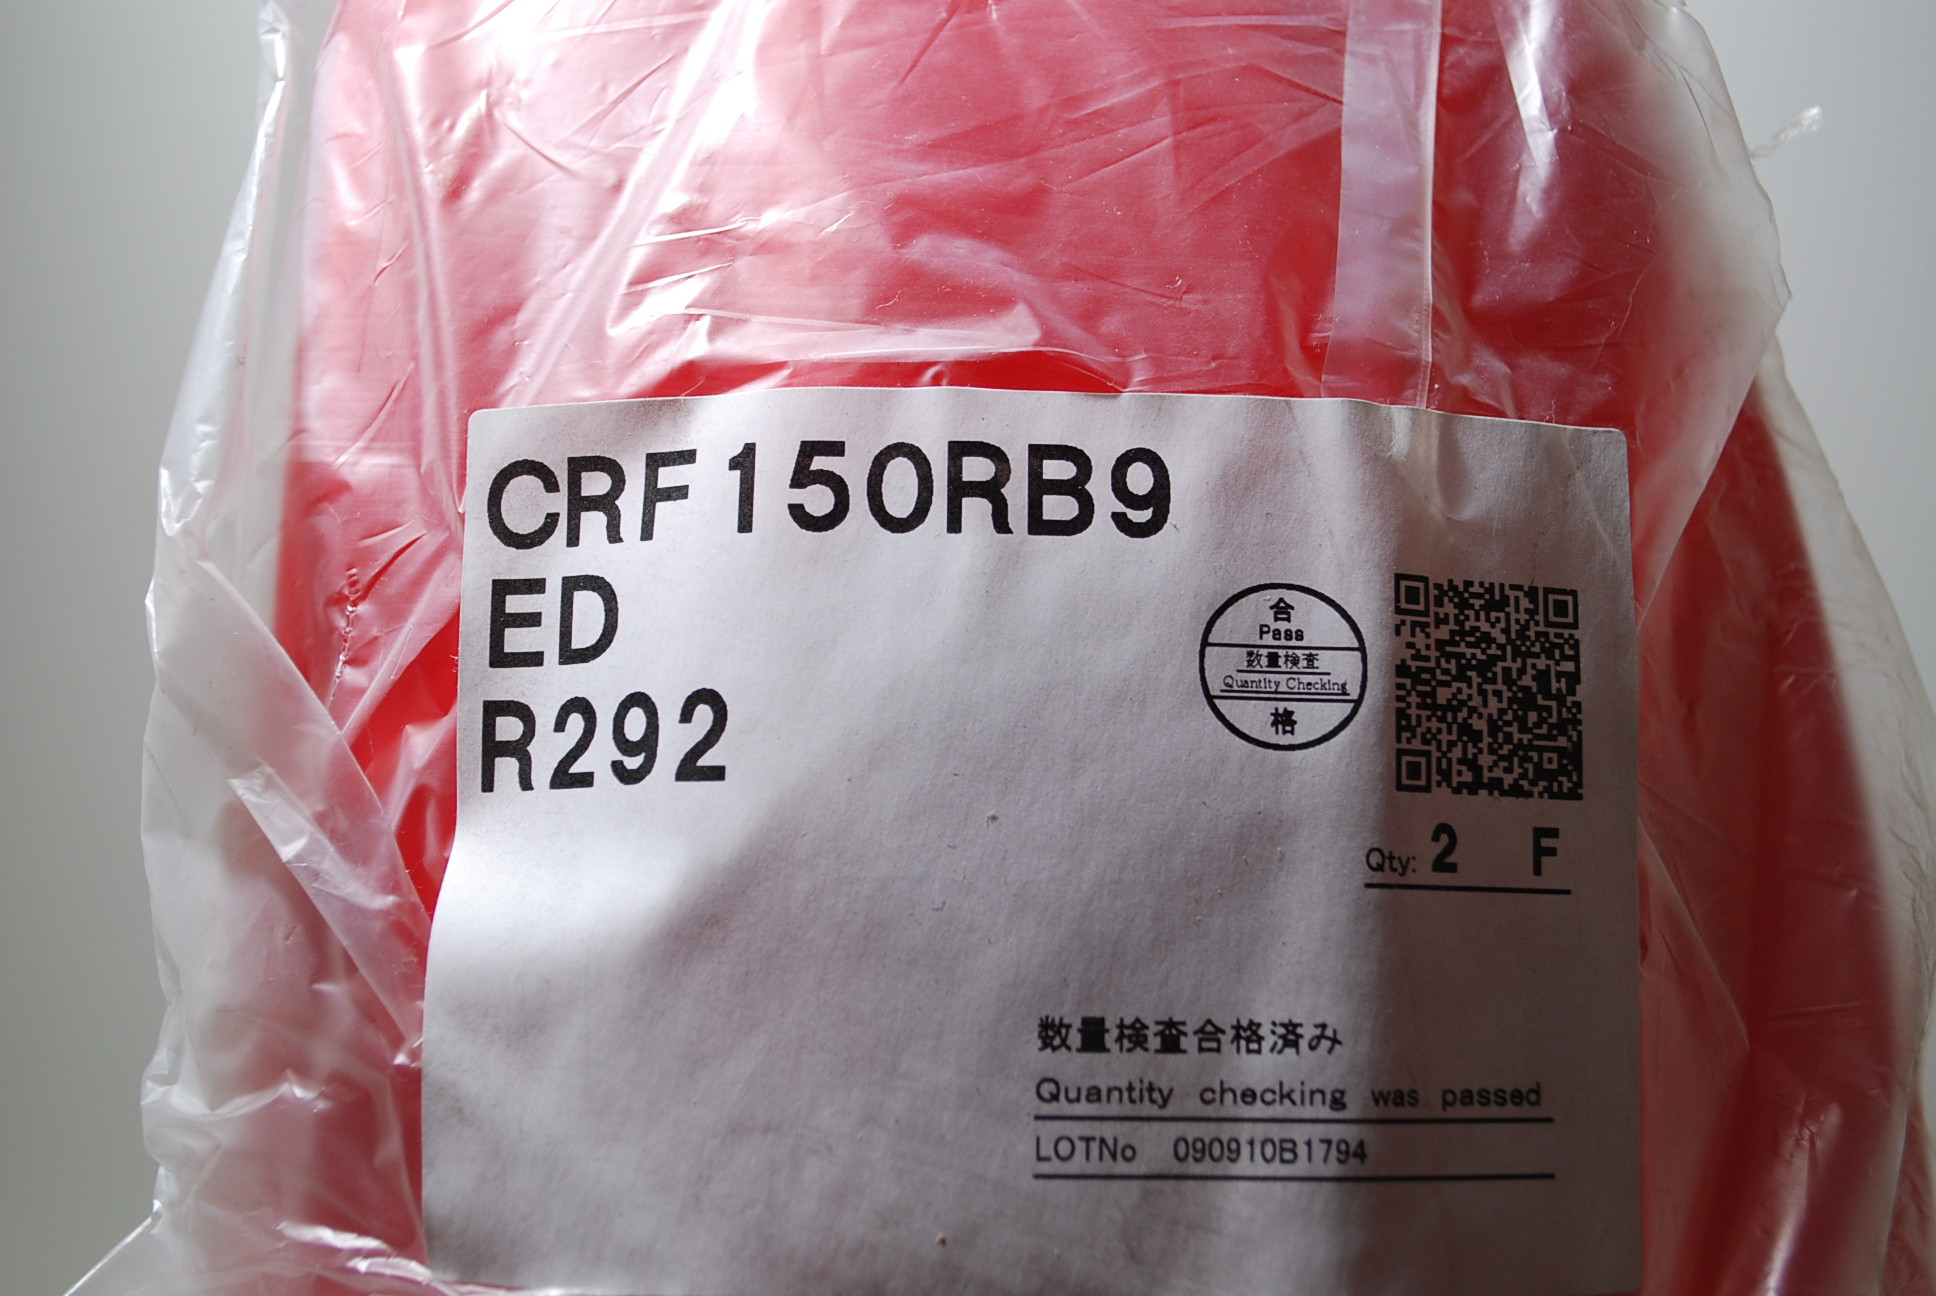 CRF150RB9
ED
R292
合
Pass
数量検査
Quantity Checking
格
Qty: 2 F
数量検査合格済み
Quantity checking was passed
LOTNo 090910B1794